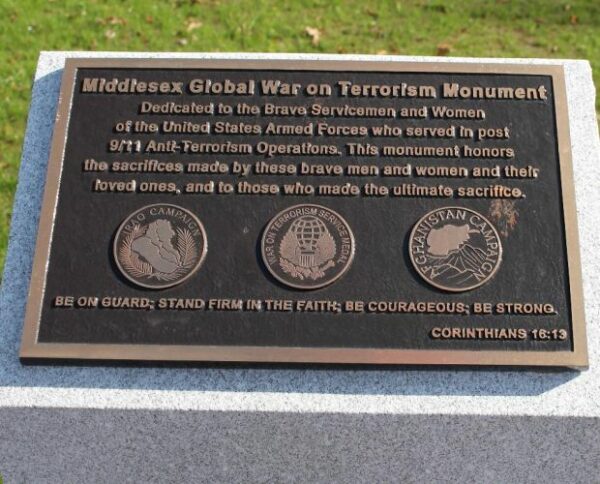 Middlesex Global War on Terrorism Monument
Dedicated to the Brave Servicemen and Women
of the United States Armed Forces who served in post
9/11 Anti-Terrorism Operations. This monument honors
the sacrifices made by these brave men and women and their
loved ones, and to those who made the ultimate sacrifice.
IRAQ CAMPAIGN
WAR ON TERRORISM SERVICE MEDAL
AFGHANISTAN CAMPAIGN
BE ON GUARD; STAND FIRM IN THE FAITH; BE COURAGEOUS; BE STRONG.
CORINTHIANS 16:13